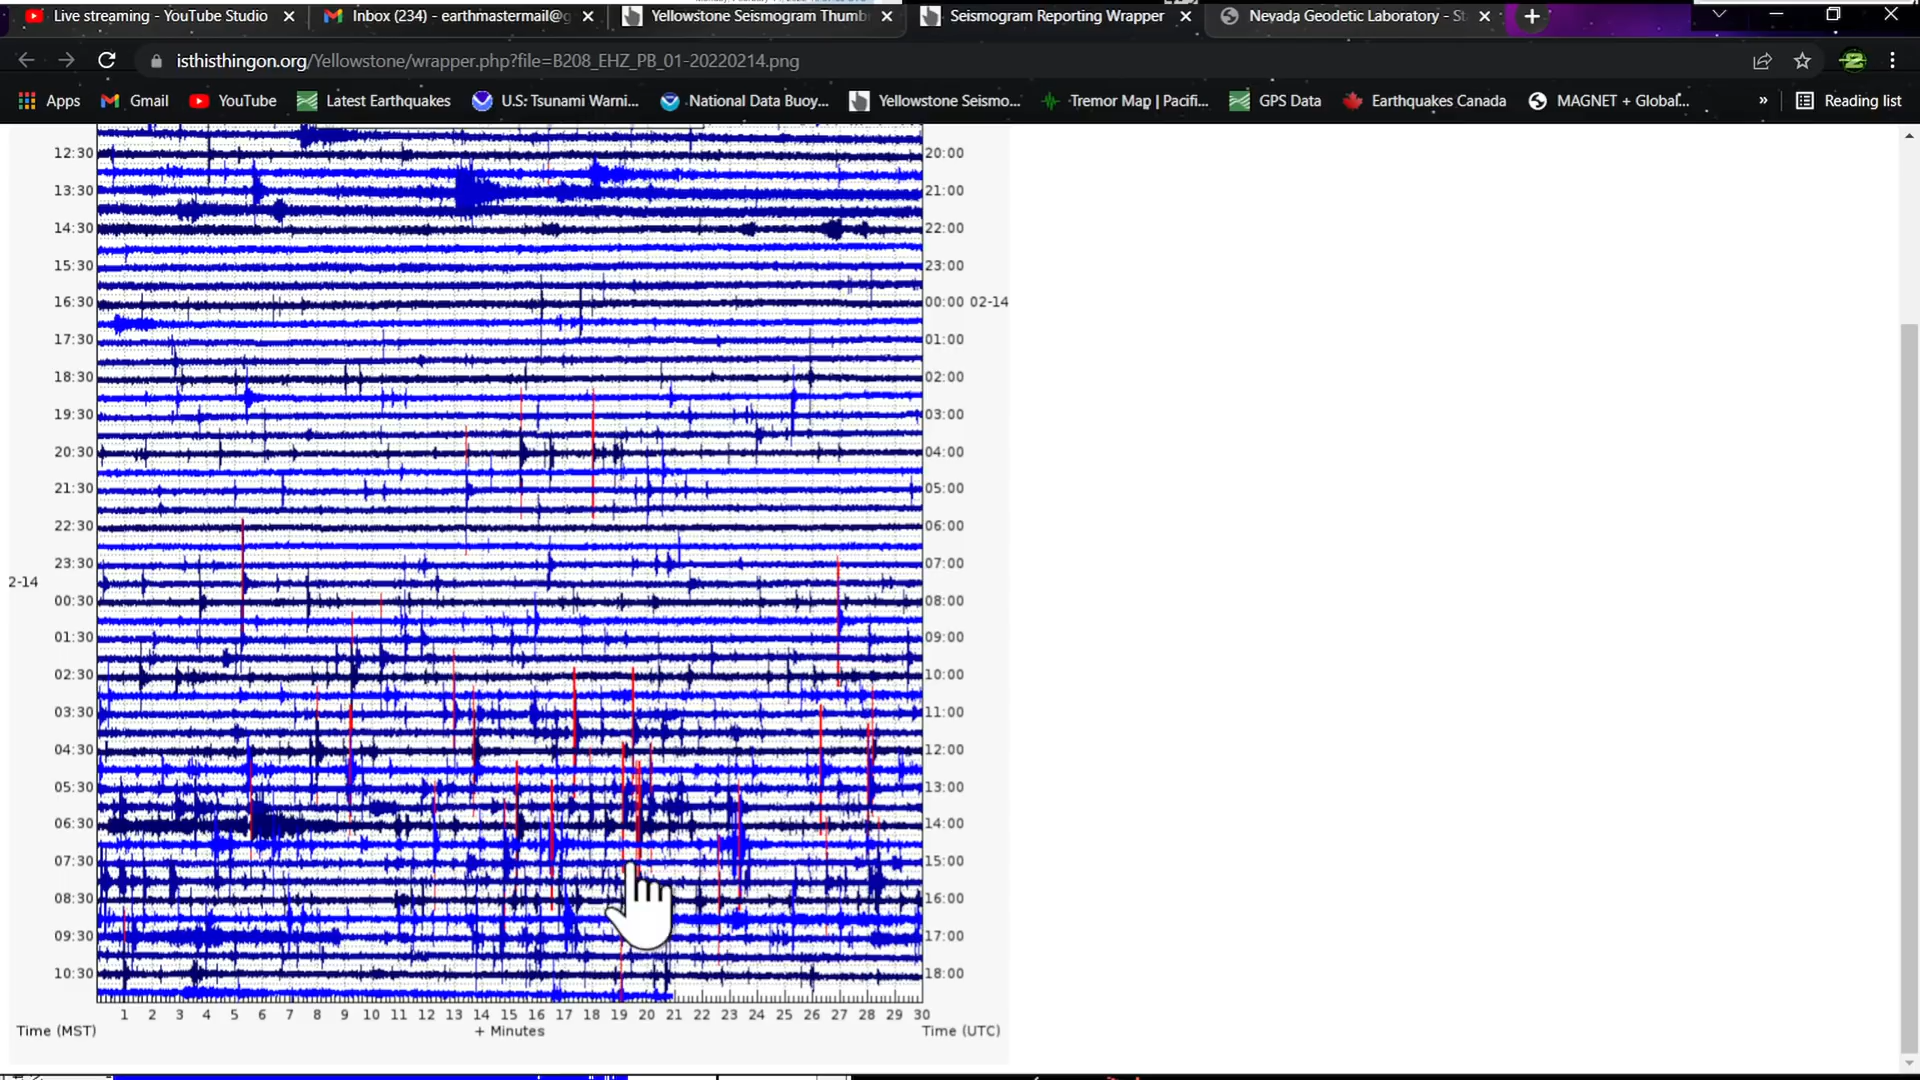 Live streaming - YouTube Studio
Inbox (234) - earthmastermail@g
Yellowstone Seismogram Thumb
Seismogram Reporting Wrapper
Nevada Geodetic Laboratory - St
isthisthingon.org/Yellowstone/wrapper.php?file=B208_EHZ_PB_01-20220214.png
Apps Gmail YouTube Latest Earthquakes U.S: Tsunami Warni... National Data Buoy... Yellowstone Seismo... Tremor Map | Pacifi... GPS Data Earthquakes Canada MAGNET + Global... » Reading list
12:30 20:00
13:30 21:00
14:30 22:00
15:30 23:00
16:30 00:00 02-14
17:30 01:00
18:30 02:00
19:30 03:00
20:30 04:00
21:30 05:00
22:30 06:00
23:30 07:00
2-14
00:30 08:00
01:30 09:00
02:30 10:00
03:30 11:00
04:30 12:00
05:30 13:00
06:30 14:00
07:30 15:00
08:30 16:00
09:30 17:00
10:30 18:00
1 2 3 4 5 6 7 8 9 10 11 12 13 14 15 16 17 18 19 20 21 22 23 24 25 26 27 28 29 30
Time (MST) + Minutes Time (UTC)